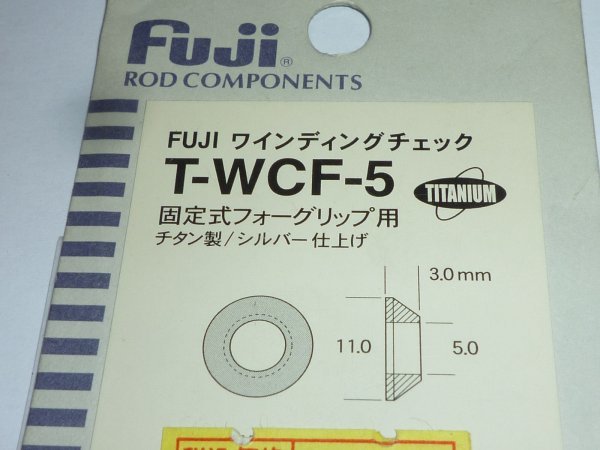 Fuji®
ROD COMPONENTS
FUJI ワインディングチェック
T-WCF-5
TITANIUM
固定式フォーグリップ用
チタン製/シルバー仕上げ
3.0mm
11.0
5.0